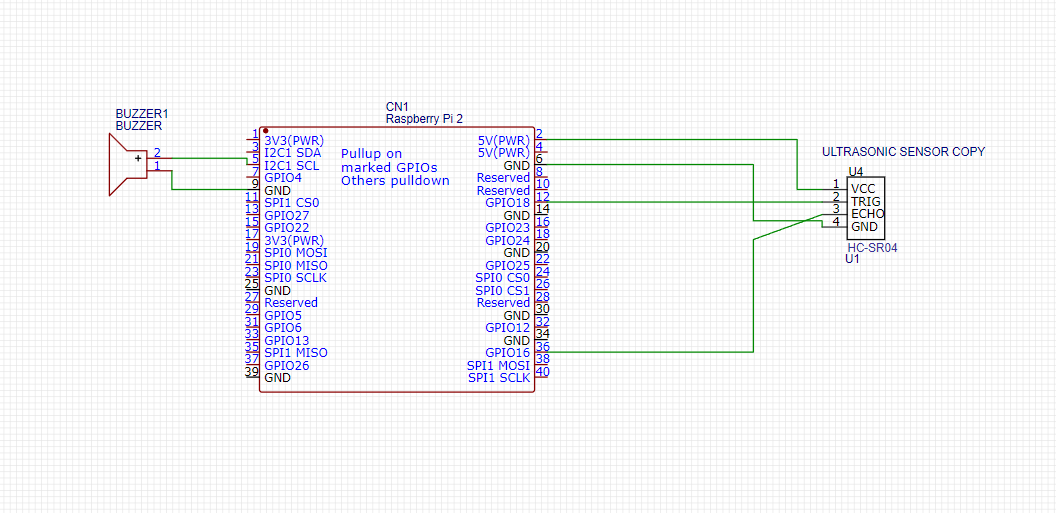 CN1
Raspberry Pi 2
BUZZER1
BUZZER
+
2
1
Pullup on
marked GPIOs
Others pulldown
1 3V3(PWR)
3 I2C1 SDA
5 I2C1 SCL
7 GPIO4
9 GND
11 SPI1 CS0
13 GPIO27
15 GPIO22
17 3V3(PWR)
19 SPI0 MOSI
21 SPI0 MISO
23 SPI0 SCLK
25 GND
27 Reserved
29 GPIO5
31 GPIO6
33 GPIO13
35 SPI1 MISO
37 GPIO26
39 GND
5V(PWR) 2
5V(PWR) 4
GND 6
Reserved 8
Reserved 10
GPIO18 12
GND 14
GPIO23 16
GPIO24 18
GND 20
GPIO25 22
SPI0 CS0 24
SPI0 CS1 26
Reserved 28
GND 30
GPIO12 32
GND 34
GPIO16 36
SPI1 MOSI 38
SPI1 SCLK 40
ULTRASONIC SENSOR COPY
U4
1 VCC
2 TRIG
3 ECHO
4 GND
HC-SR04
U1